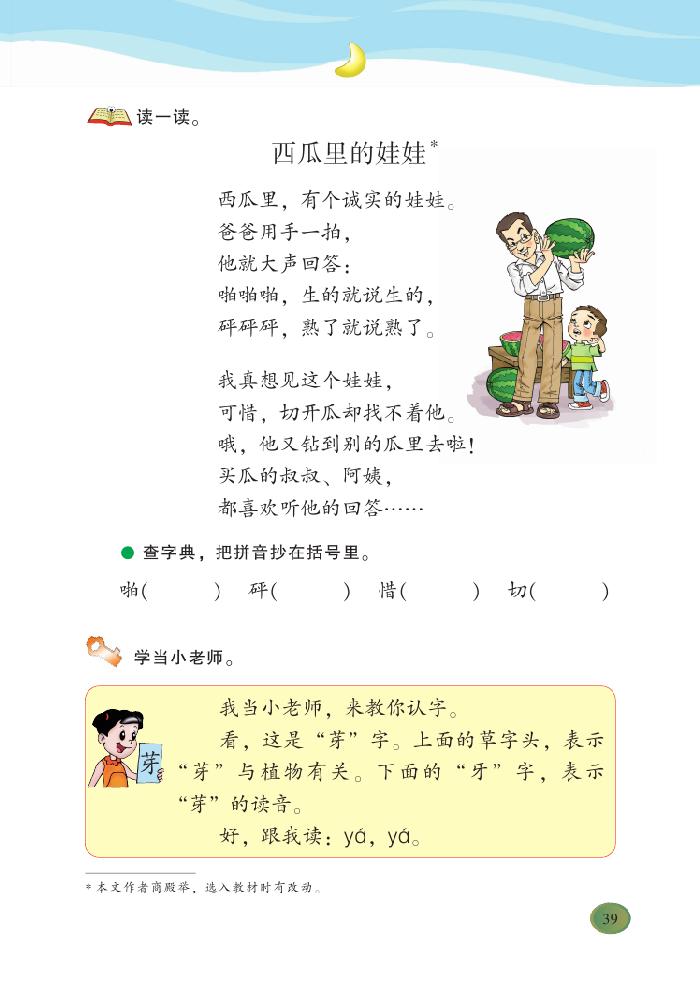 读一读。
西瓜里的娃娃*
西瓜里，有个诚实的娃娃。
爸爸用手一拍，
他就大声回答：
啪啪啪，生的就说生的，
砰砰砰，熟了就说熟了。
我真想见这个娃娃，
可惜，切开瓜却找不着他。
哦，他又钻到别的瓜里去啦！
买瓜的叔叔、阿姨，
都喜欢听他的回答……
查字典，把拼音抄在括号里。
啪（　　）　砰（　　）　惜（　　）　切（　　）
学当小老师。
芽
我当小老师，来教你认字。
看，这是“芽”字。上面的草字头，表示
“芽”与植物有关。下面的“牙”字，表示
“芽”的读音。
好，跟我读：yá，yá。
* 本文作者商殿举，选入教材时有改动。
39